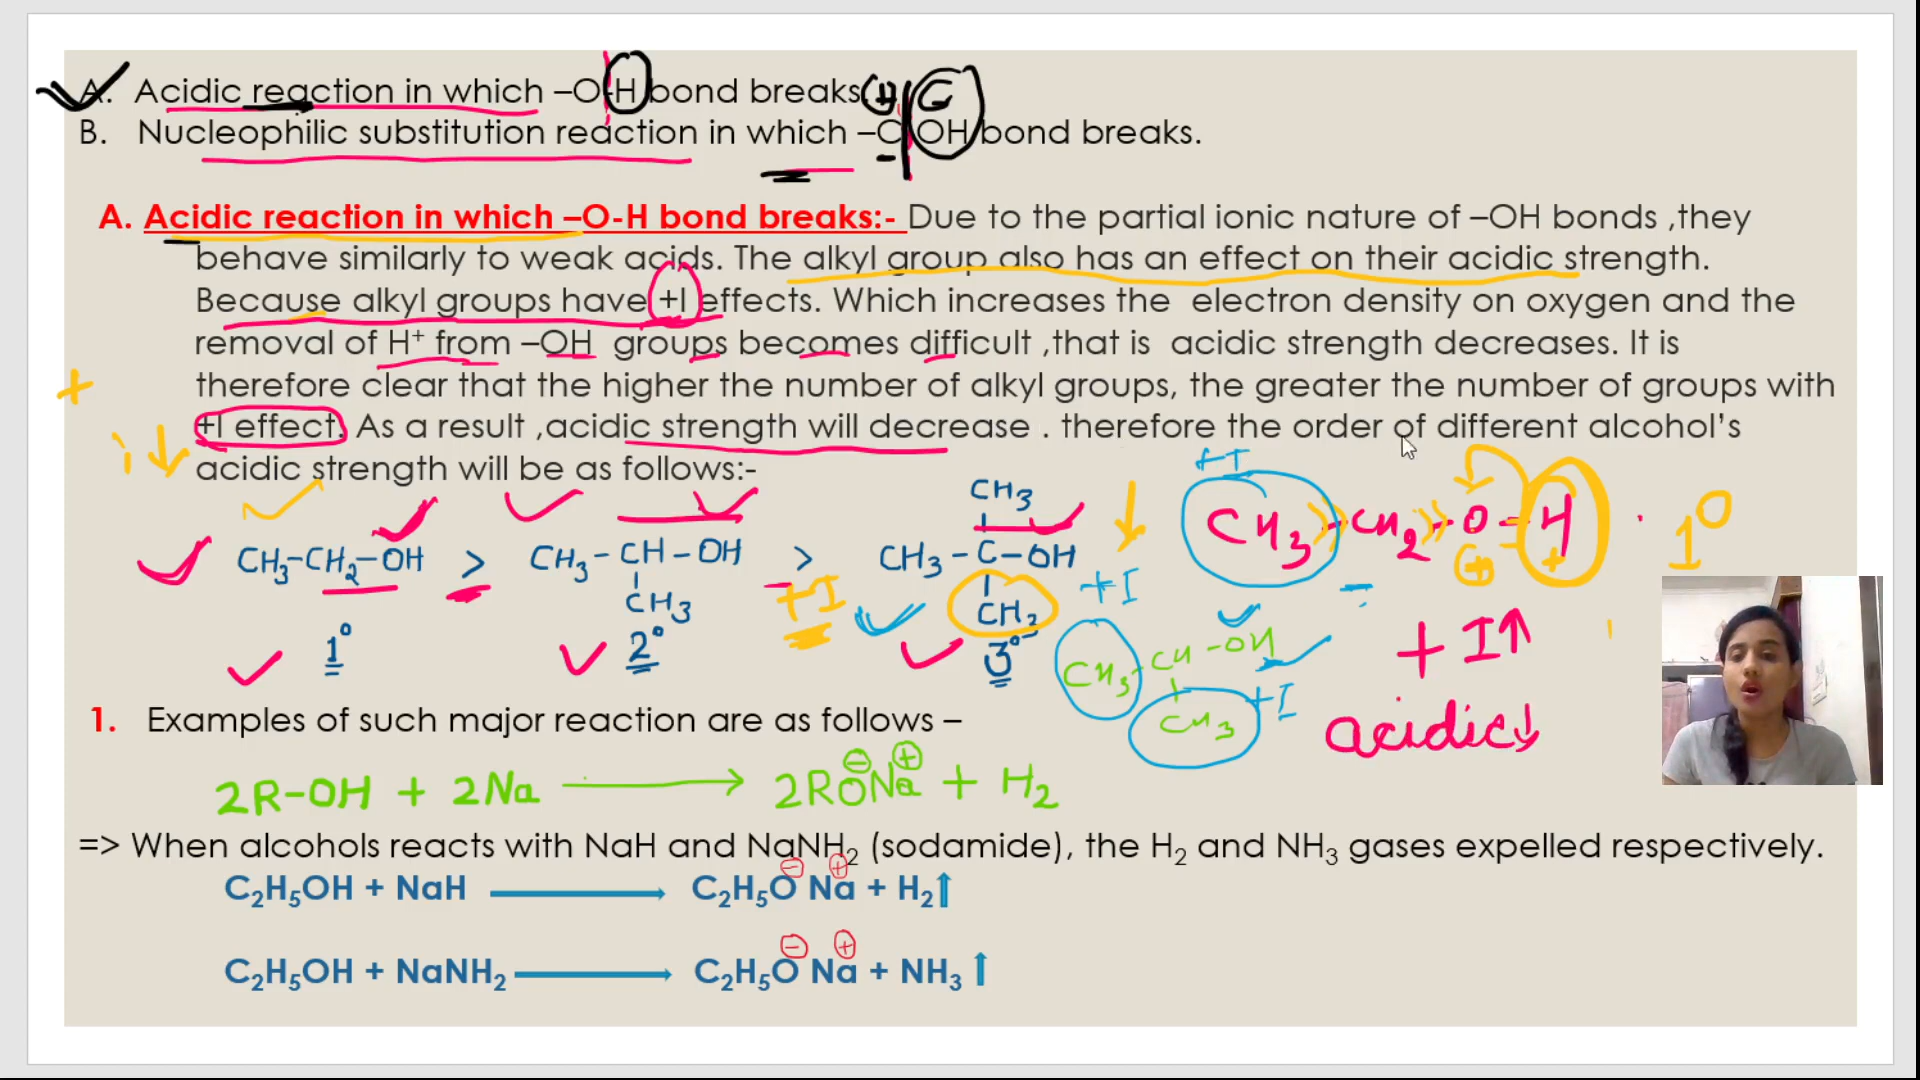 A. Acidic reaction in which –O-H bond breaks.
B. Nucleophilic substitution reaction in which –C OH bond breaks.
A. Acidic reaction in which –O-H bond breaks:- Due to the partial ionic nature of –OH bonds ,they
behave similarly to weak acids. The alkyl group also has an effect on their acidic strength.
Because alkyl groups have +I effects. Which increases the electron density on oxygen and the
removal of H⁺ from –OH groups becomes difficult ,that is acidic strength decreases. It is
therefore clear that the higher the number of alkyl groups, the greater the number of groups with
+I effect. As a result ,acidic strength will decrease . therefore the order of different alcohol's
acidic strength will be as follows:-
+
i↓
+I
CH₃
CH₃–CH₂–OH > CH₃–CH–OH > CH₃–C–OH
CH₃ CH₂
1° 2° 3°
CH₃–CH₂–O–H
1°
+I
+I
CH₃–CH–OH
CH₃ +I
+I↑
acidic↓
1. Examples of such major reaction are as follows –
2R–OH + 2Na ⟶ 2RO⊖Na⊕ + H₂
=> When alcohols reacts with NaH and NaNH₂ (sodamide), the H₂ and NH₃ gases expelled respectively.
C₂H₅OH + NaH ⟶ C₂H₅O⊖ Na⊕ + H₂↑
C₂H₅OH + NaNH₂ ⟶ C₂H₅O⊖ Na⊕ + NH₃ ↑